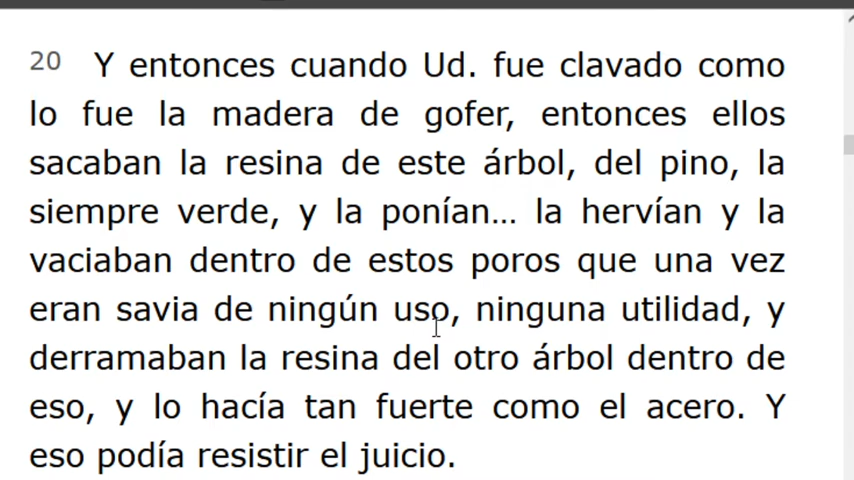 20 Y entonces cuando Ud. fue clavado como
lo fue la madera de gofer, entonces ellos
sacaban la resina de este árbol, del pino, la
siempre verde, y la ponían... la hervían y la
vaciaban dentro de estos poros que una vez
eran savia de ningún uso, ninguna utilidad, y
derramaban la resina del otro árbol dentro de
eso, y lo hacía tan fuerte como el acero. Y
eso podía resistir el juicio.